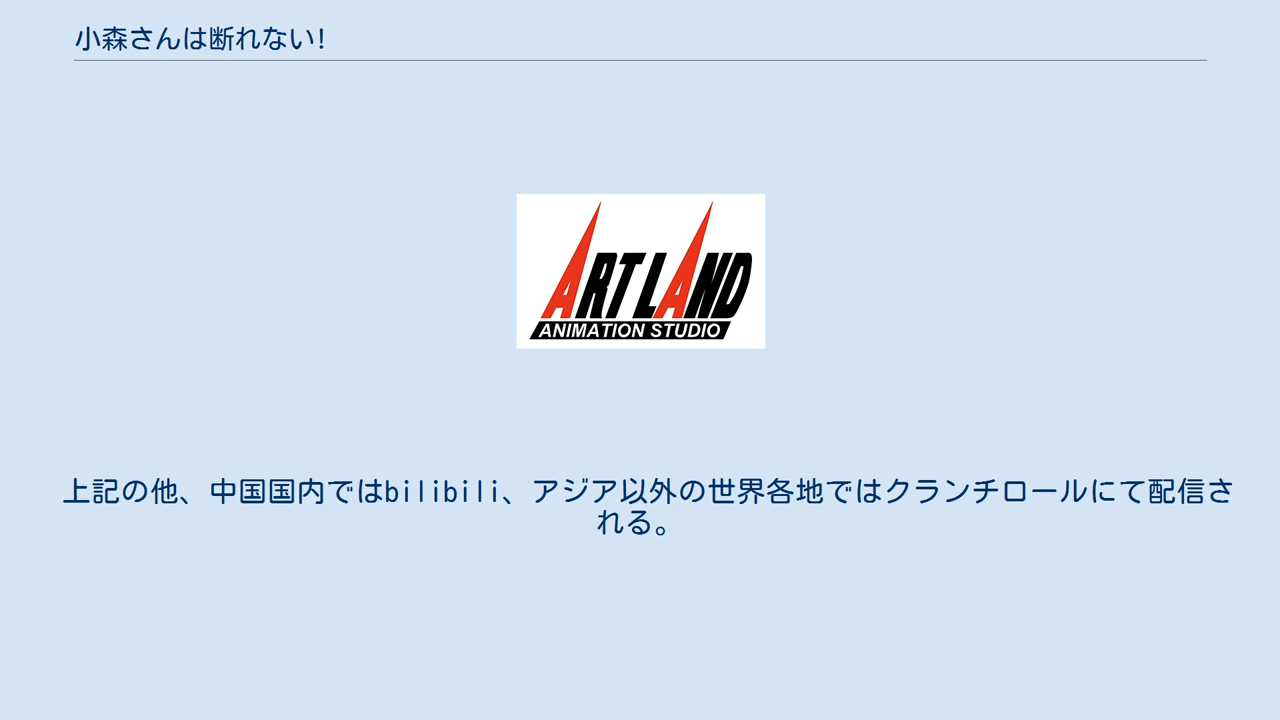 小森さんは断れない!
ARTLAND
ANIMATION STUDIO
上記の他、中国国内ではbilibili、アジア以外の世界各地ではクランチロールにて配信さ
れる。